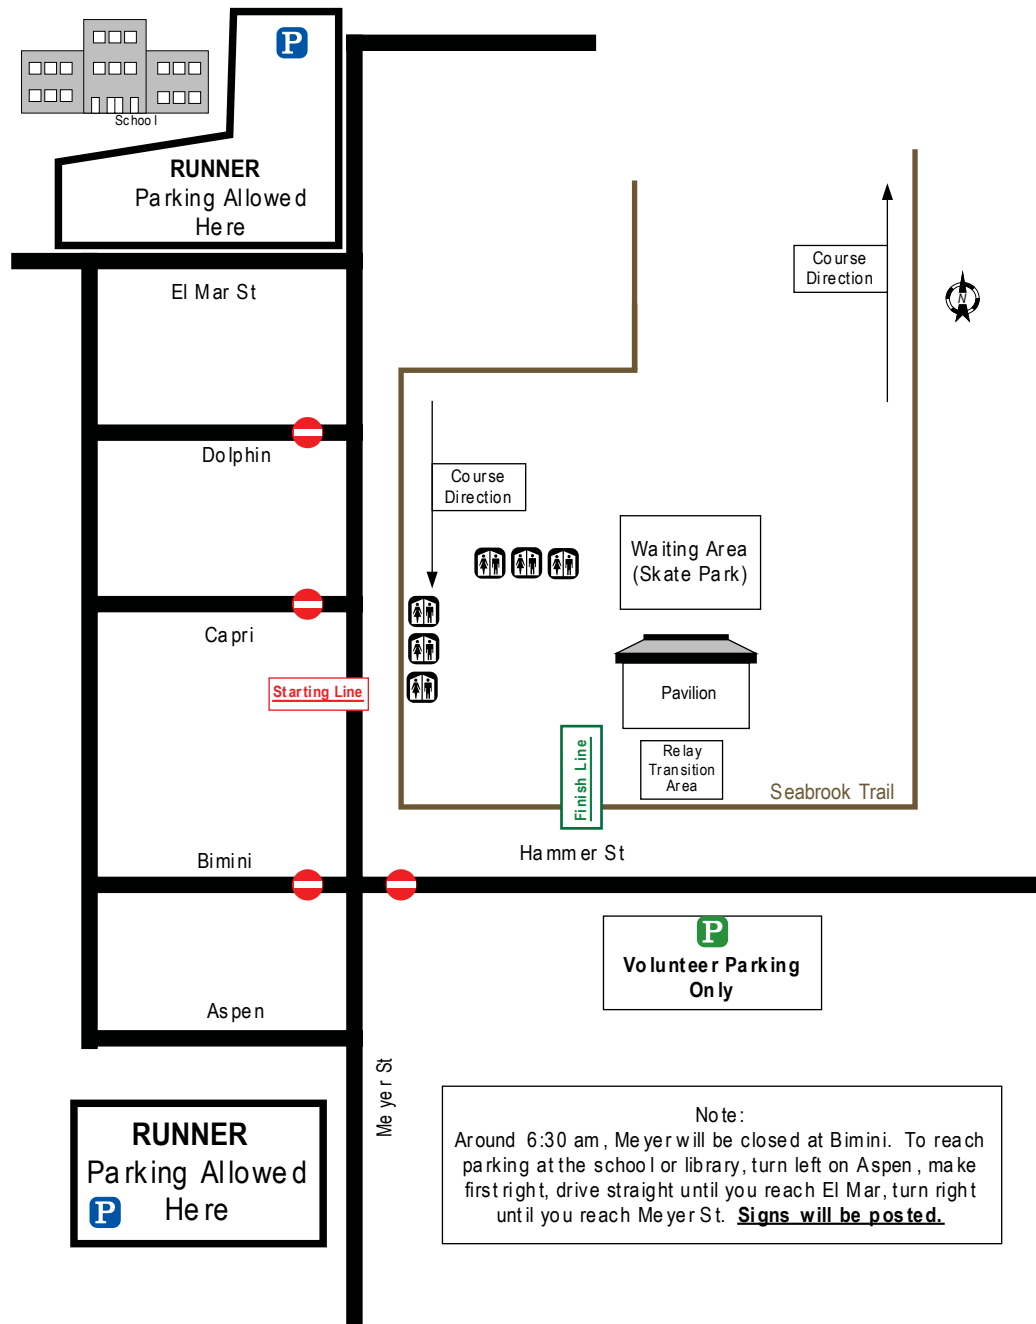 P
School
RUNNER
Parking Allowed
Here
El Mar St
Course
Direction
N
Dolphin
Course
Direction
Waiting Area
(Skate Park)
Capri
Starting Line
Pavilion
Finish Line
Relay
Transition
Area
Seabrook Trail
Hammer St
Bimini
P
Volunteer Parking
Only
Aspen
Meyer St
RUNNER
Parking Allowed
Here
P
Note:
Around 6:30 am, Meyer will be closed at Bimini. To reach
parking at the school or library, turn left on Aspen, make
first right, drive straight until you reach El Mar, turn right
until you reach Meyer St. Signs will be posted.